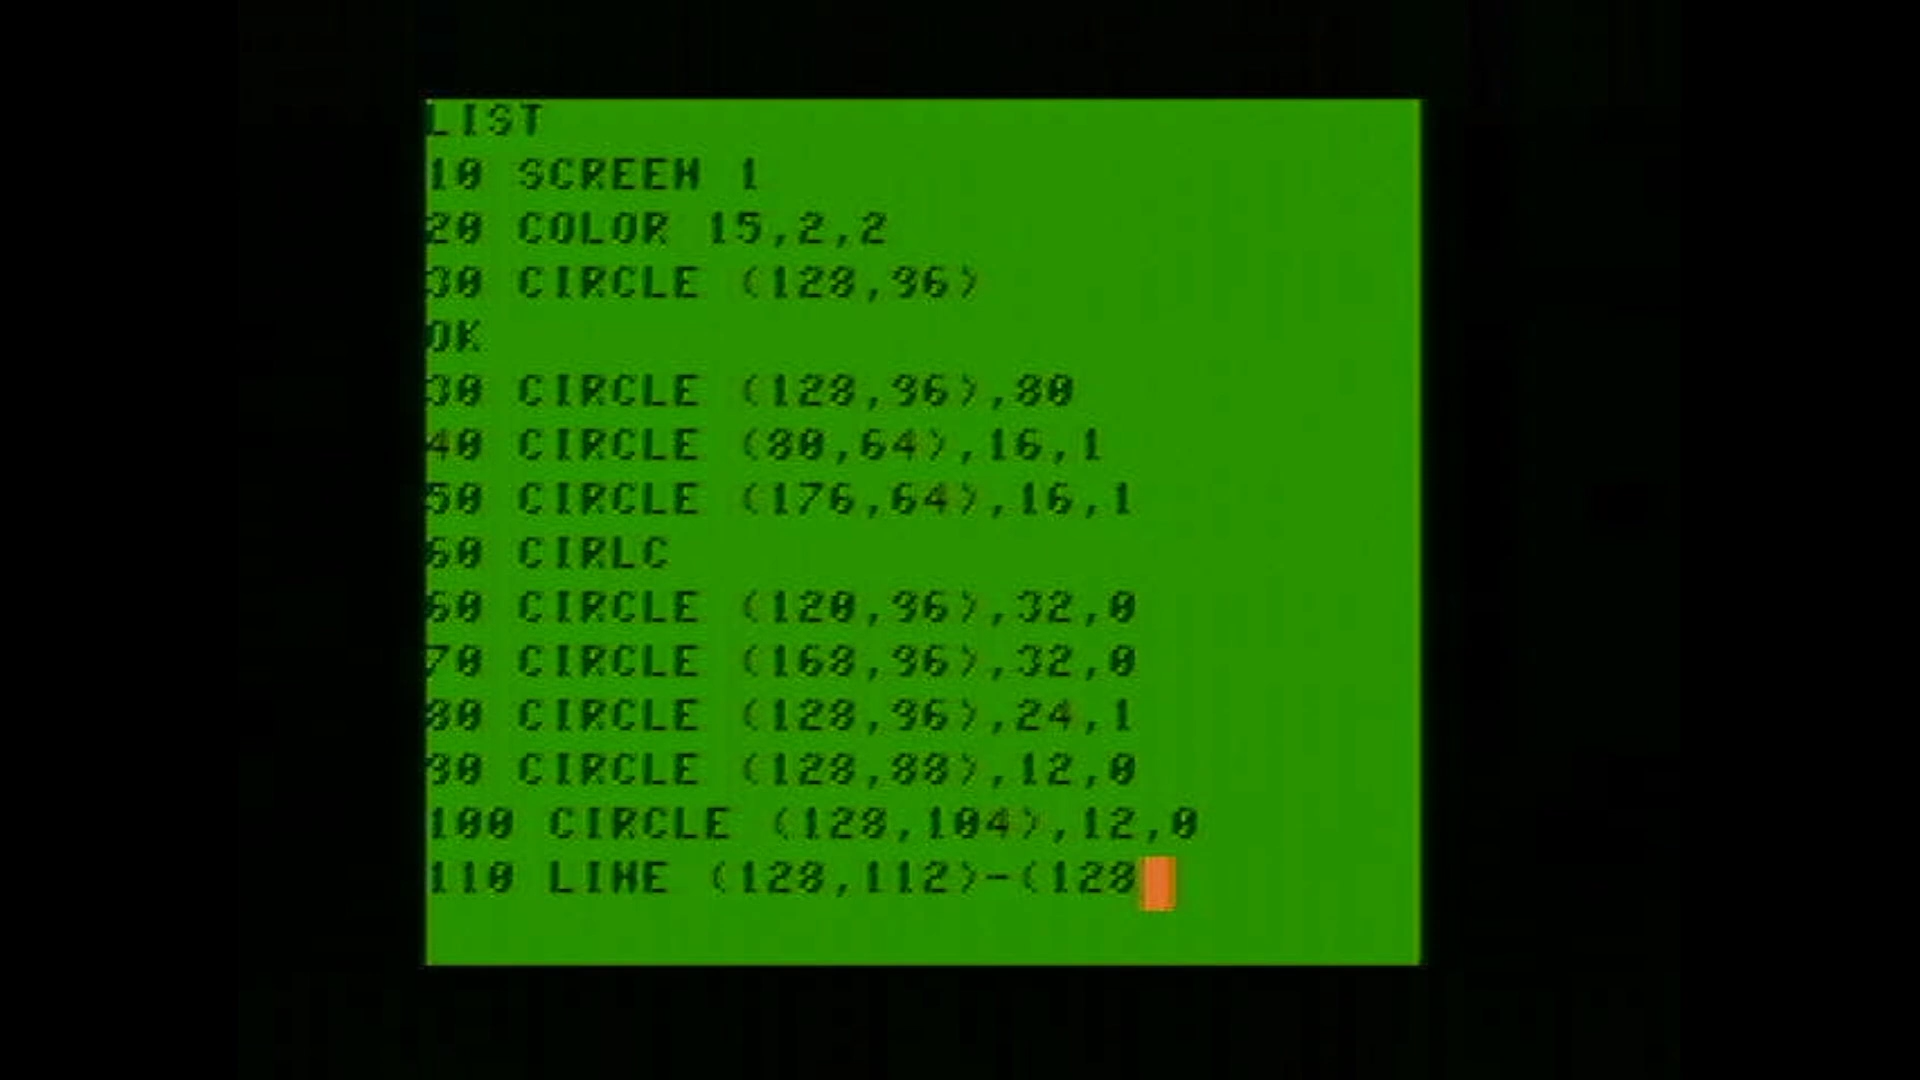 LIST
10 SCREEN 1
20 COLOR 15,2,2
30 CIRCLE (128,96)
OK
30 CIRCLE (128,96),80
40 CIRCLE (80,64),16,1
50 CIRCLE (176,64),16,1
60 CIRLC
60 CIRCLE (120,96),32,0
70 CIRCLE (168,96),32,0
80 CIRCLE (128,96),24,1
90 CIRCLE (128,88),12,0
100 CIRCLE (128,104),12,0
110 LINE (128,112)-(128